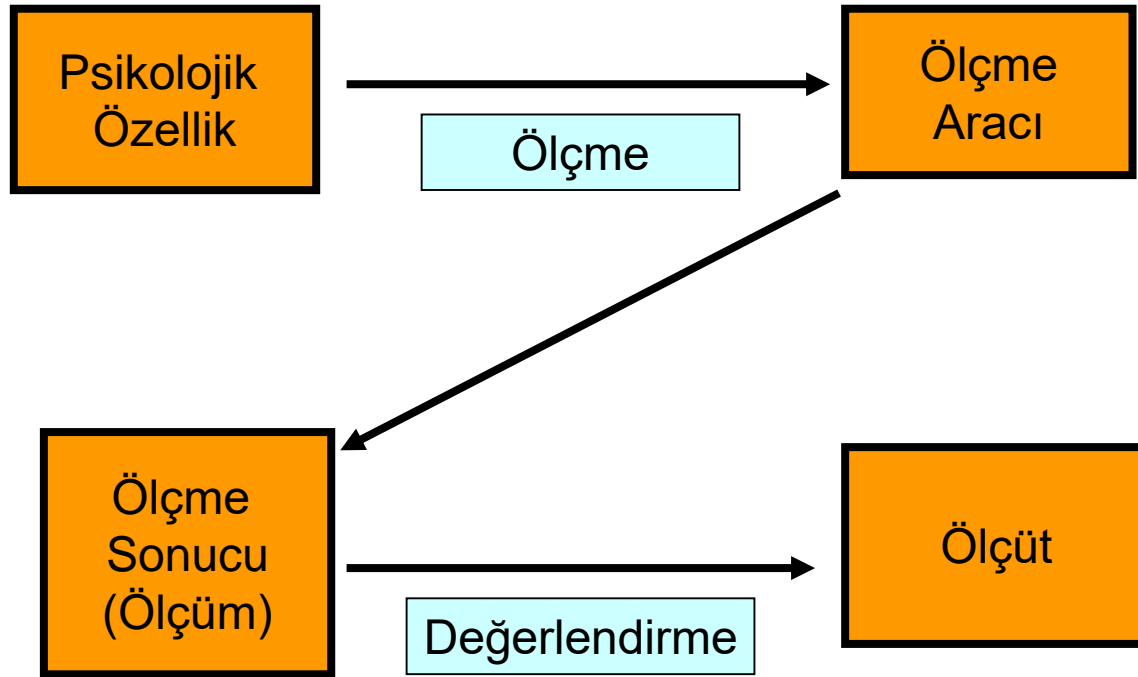 Psikolojik
Özellik
Ölçme
Ölçme
Aracı
Ölçme
Sonucu
(Ölçüm)
Değerlendirme
Ölçüt